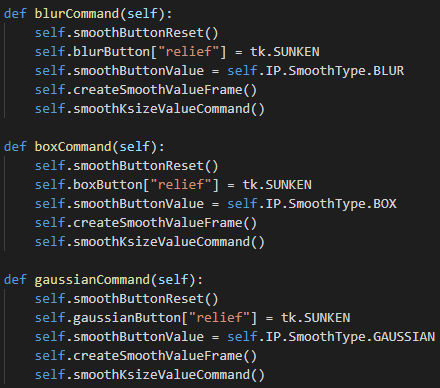 def blurCommand(self):
    self.smoothButtonReset()
    self.blurButton["relief"] = tk.SUNKEN
    self.smoothButtonValue = self.IP.SmoothType.BLUR
    self.createSmoothValueFrame()
    self.smoothKsizeValueCommand()

def boxCommand(self):
    self.smoothButtonReset()
    self.boxButton["relief"] = tk.SUNKEN
    self.smoothButtonValue = self.IP.SmoothType.BOX
    self.createSmoothValueFrame()
    self.smoothKsizeValueCommand()

def gaussianCommand(self):
    self.smoothButtonReset()
    self.gaussianButton["relief"] = tk.SUNKEN
    self.smoothButtonValue = self.IP.SmoothType.GAUSSIAN
    self.createSmoothValueFrame()
    self.smoothKsizeValueCommand()